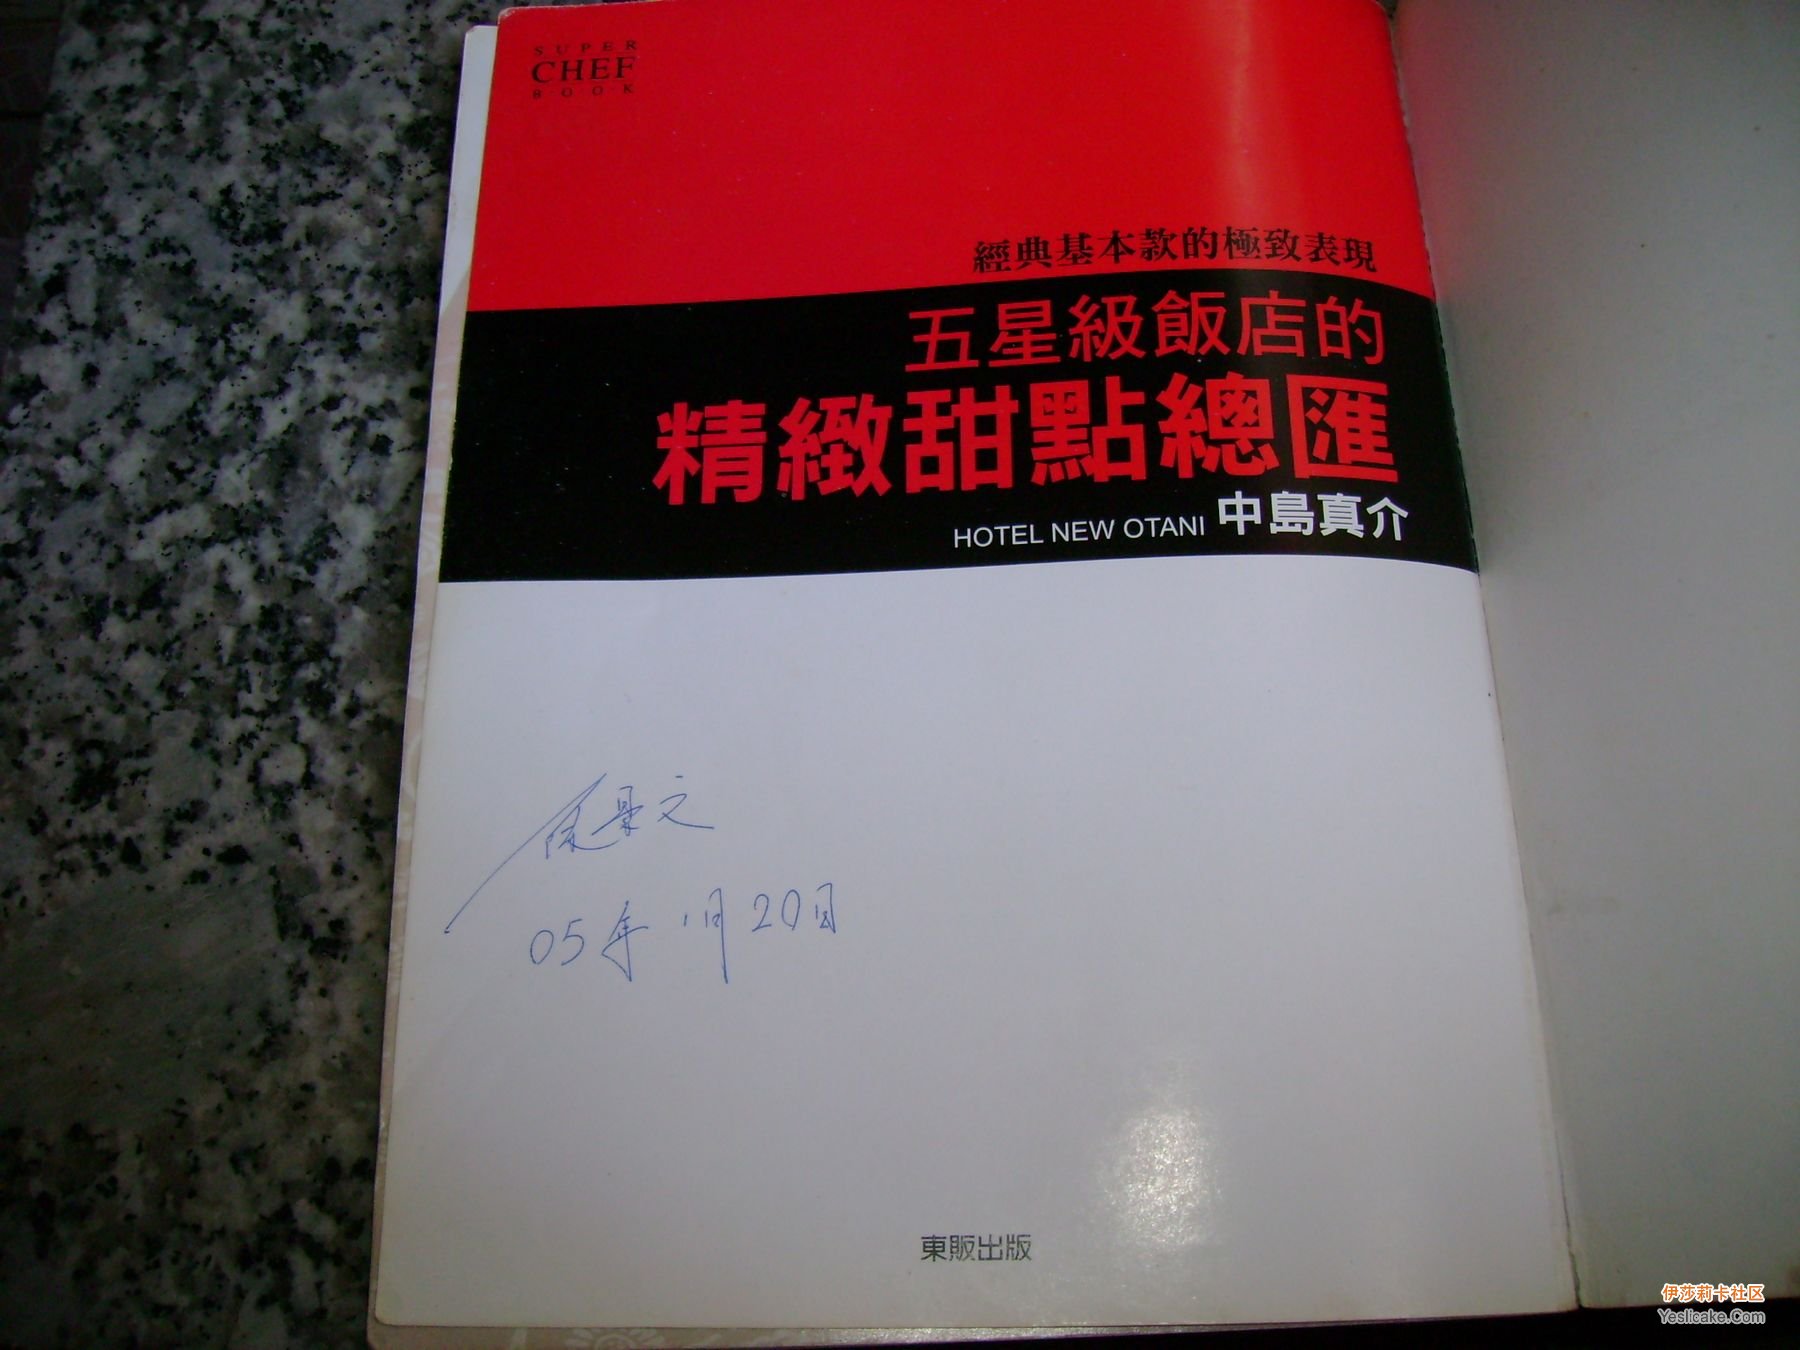 SUPER
CHEF
BOOK
經典基本款的極致表現
五星級飯店的
精緻甜點總匯
HOTEL NEW OTANI 中島真介
05年1月20日
東販出版
伊莎莉卡社区
Yeslicake.Com